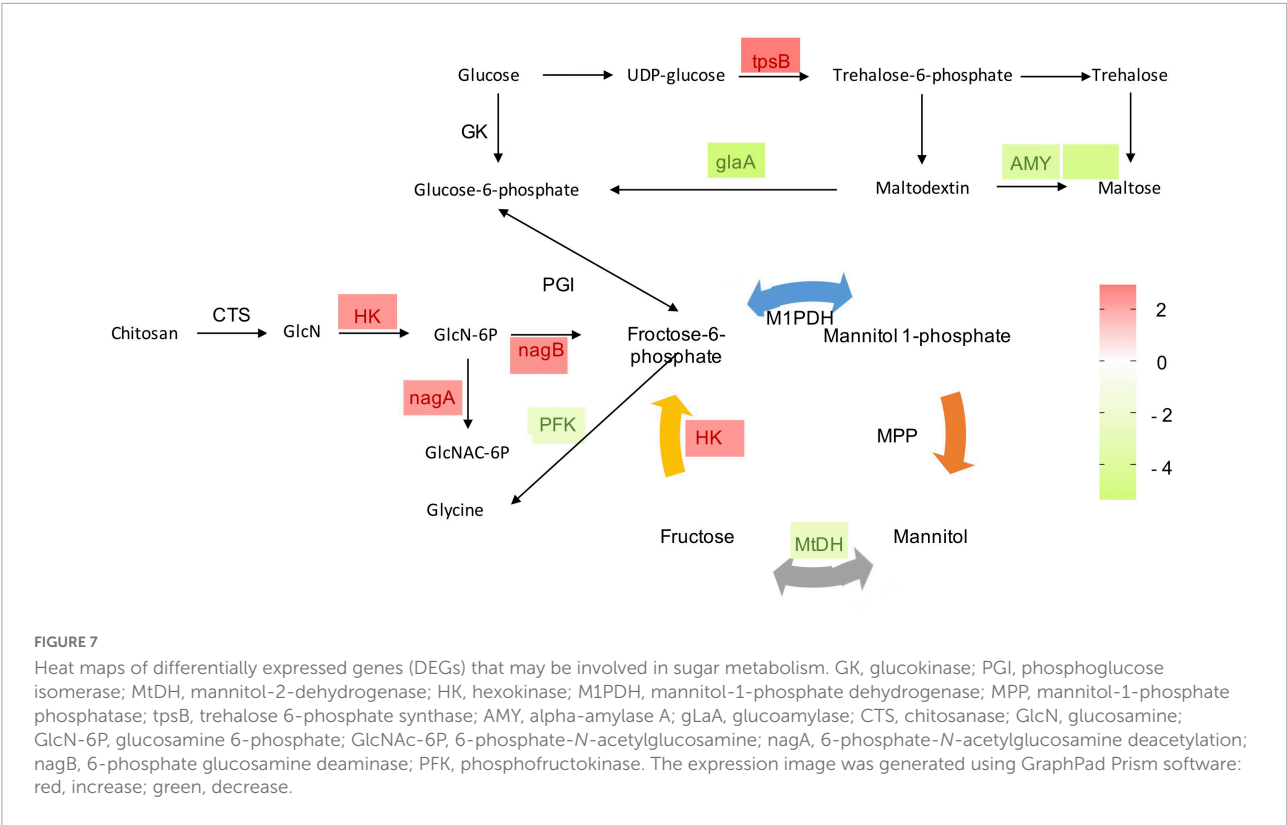 tpsB
Glucose
UDP-glucose
Trehalose-6-phosphate
Trehalose
GK
glaA
AMY
Glucose-6-phosphate
Maltodextin
Maltose
PGI
M1PDH
2
0
- 2
- 4
Chitosan
CTS
GlcN
HK
GlcN-6P
nagB
Froctose-6-
phosphate
Mannitol 1-phosphate
nagA
PFK
GlcNAC-6P
HK
MPP
Glycine
Fructose
MtDH
Mannitol
FIGURE 7
Heat maps of differentially expressed genes (DEGs) that may be involved in sugar metabolism. GK, glucokinase; PGI, phosphoglucose
isomerase; MtDH, mannitol-2-dehydrogenase; HK, hexokinase; M1PDH, mannitol-1-phosphate dehydrogenase; MPP, mannitol-1-phosphate
phosphatase; tpsB, trehalose 6-phosphate synthase; AMY, alpha-amylase A; gLaA, glucoamylase; CTS, chitosanase; GlcN, glucosamine;
GlcN-6P, glucosamine 6-phosphate; GlcNAc-6P, 6-phosphate-N-acetylglucosamine; nagA, 6-phosphate-N-acetylglucosamine deacetylation;
nagB, 6-phosphate glucosamine deaminase; PFK, phosphofructokinase. The expression image was generated using GraphPad Prism software:
red, increase; green, decrease.